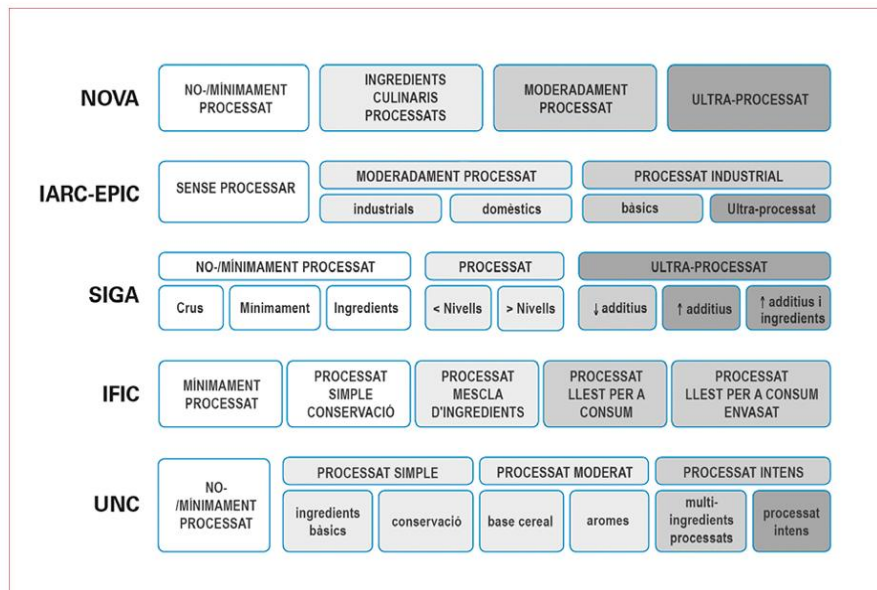 NOVA
NO-/MÍNIMAMENT
PROCESSAT
INGREDIENTS
CULINARIS
PROCESSATS
MODERADAMENT
PROCESSAT
ULTRA-PROCESSAT
IARC-EPIC
SENSE PROCESSAR
MODERADAMENT PROCESSAT
industrials
domèstics
PROCESSAT INDUSTRIAL
bàsics
Ultra-processat
SIGA
NO-/MÍNIMAMENT PROCESSAT
Crus
Mínimament
Ingredients
PROCESSAT
< Nivells
> Nivells
ULTRA-PROCESSAT
↓ additius
↑ additius
↑ additius i
ingredients
IFIC
MÍNIMAMENT
PROCESSAT
PROCESSAT
SIMPLE
CONSERVACIÓ
PROCESSAT
MESCLA
D'INGREDIENTS
PROCESSAT
LLEST PER A
CONSUM
PROCESSAT
LLEST PER A CONSUM
ENVASAT
UNC
NO-
/MÍNIMAMENT
PROCESSAT
PROCESSAT SIMPLE
ingredients
bàsics
conservació
PROCESSAT MODERAT
base cereal
aromes
PROCESSAT INTENS
multi-
ingredients
processats
processat
intens